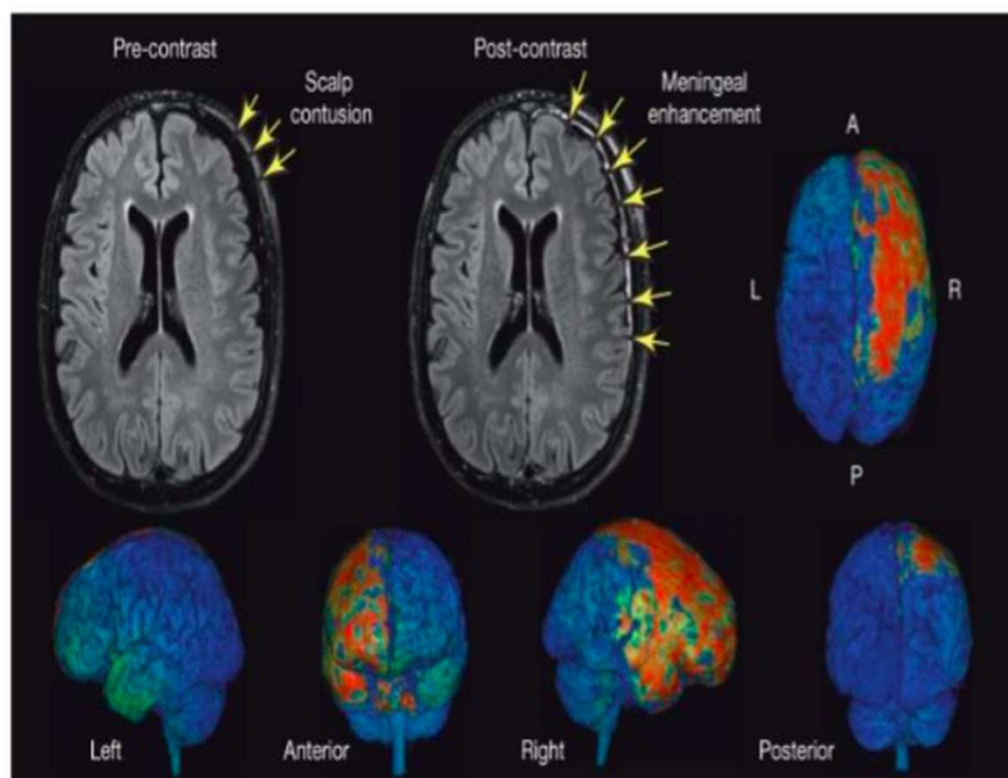 Pre-contrast
Post-contrast
Scalp
contusion
Meningeal
enhancement
A
L
R
P
Left
Anterior
Right
Posterior